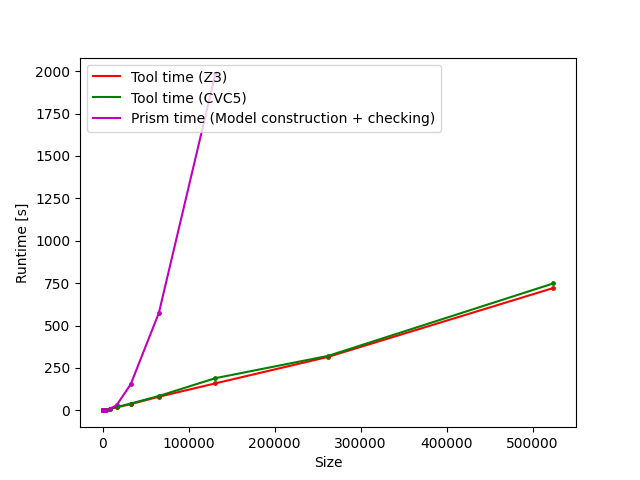 Tool time (Z3)
Tool time (CVC5)
Prism time (Model construction + checking)
2000
1750
1500
1250
1000
750
500
250
0
Runtime [s]
0 100000 200000 300000 400000 500000
Size